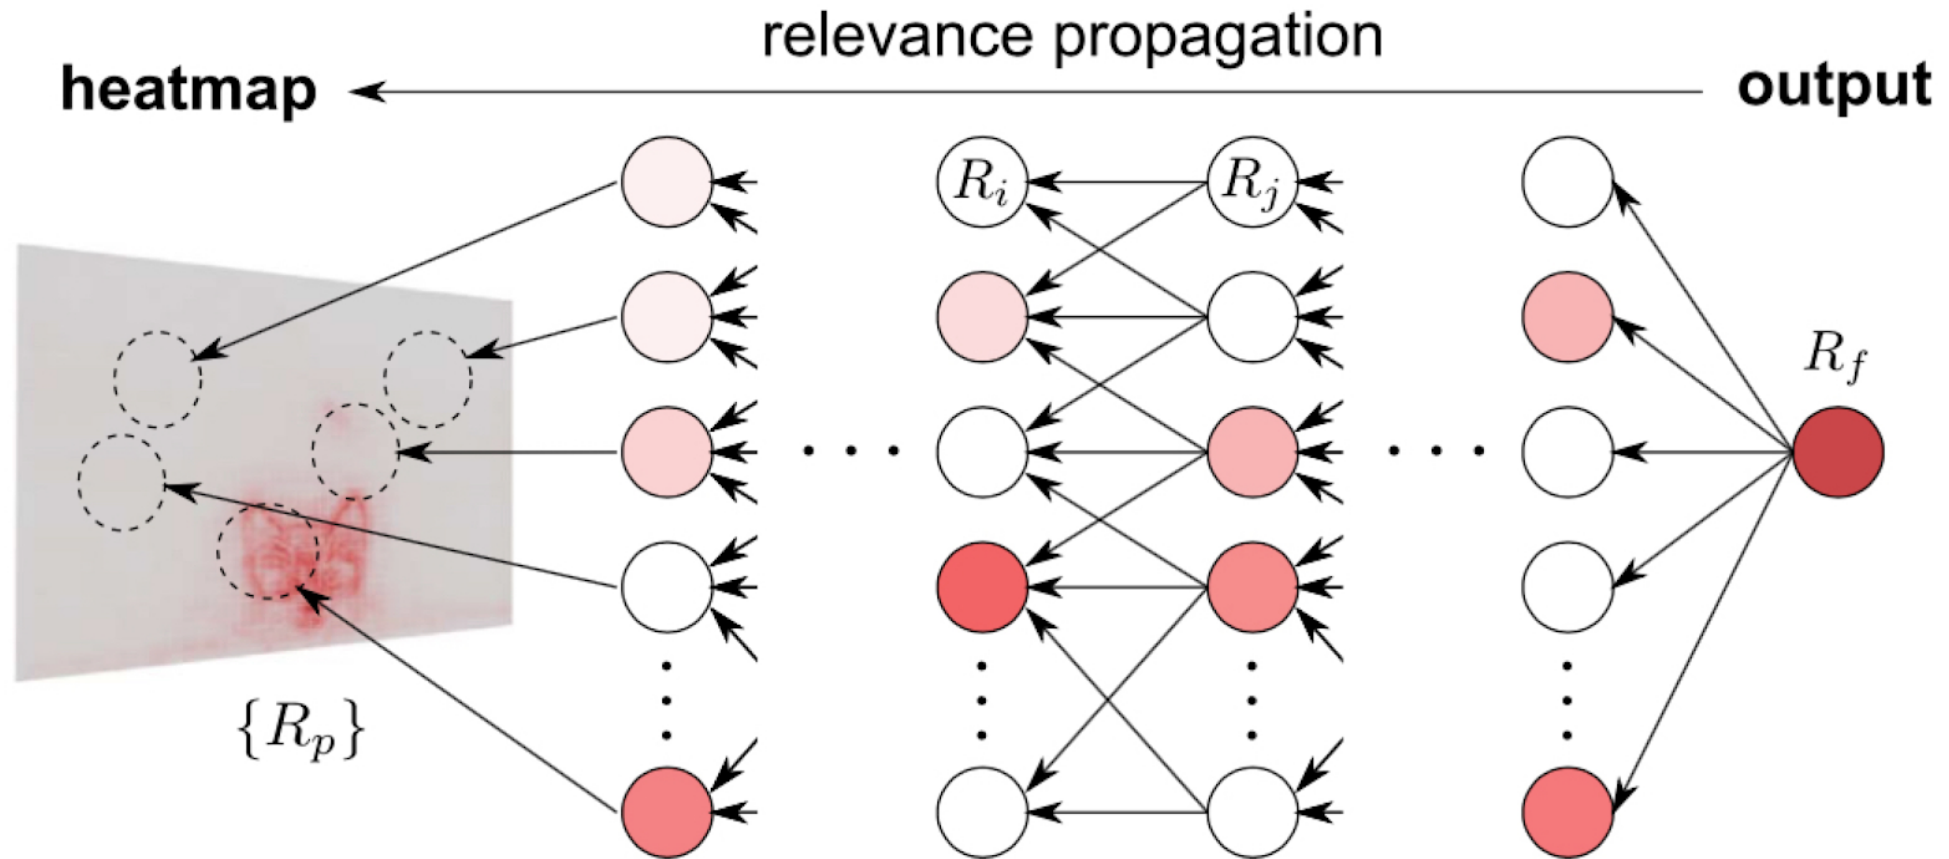 relevance propagation
heatmap
output
R_i
R_j
R_f
{R_p}